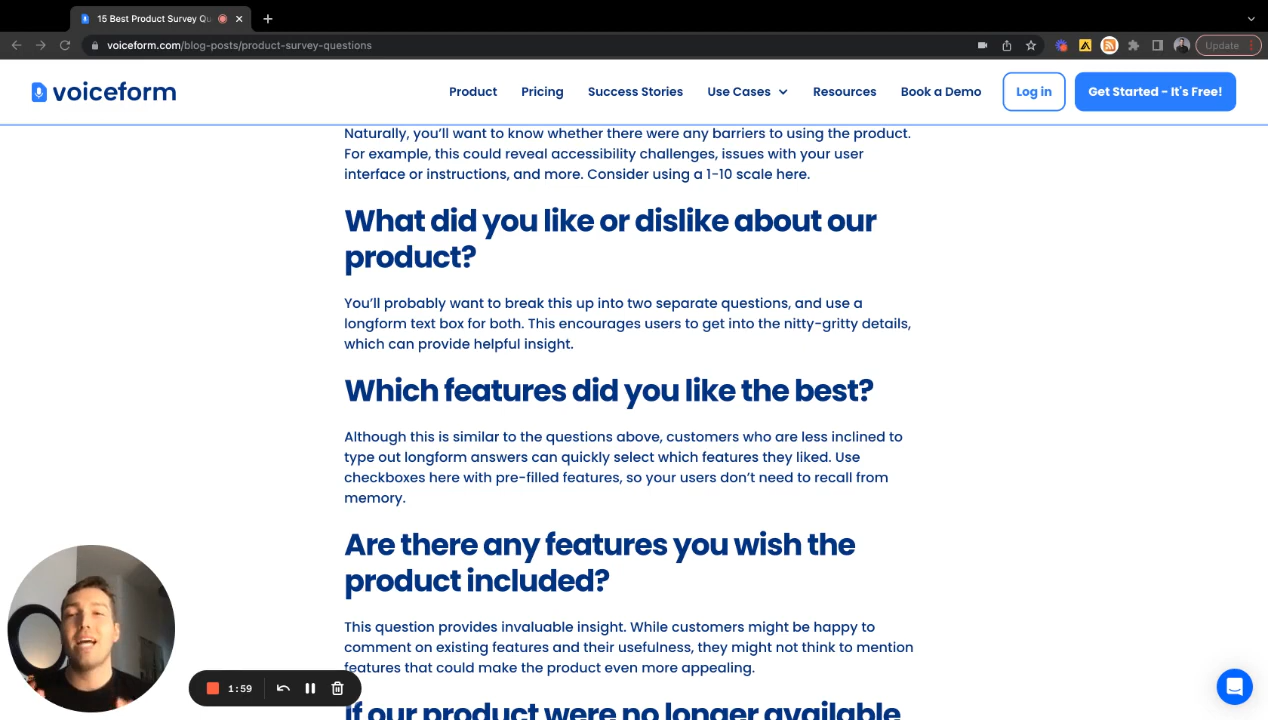 15 Best Product Survey Qu
voiceform.com/blog-posts/product-survey-questions
Update
voiceform
Product
Pricing
Success Stories
Use Cases
Resources
Book a Demo
Log in
Get Started - It's Free!
Naturally, you'll want to know whether there were any barriers to using the product.
For example, this could reveal accessibility challenges, issues with your user
interface or instructions, and more. Consider using a 1-10 scale here.
What did you like or dislike about our
product?
You'll probably want to break this up into two separate questions, and use a
longform text box for both. This encourages users to get into the nitty-gritty details,
which can provide helpful insight.
Which features did you like the best?
Although this is similar to the questions above, customers who are less inclined to
type out longform answers can quickly select which features they liked. Use
checkboxes here with pre-filled features, so your users don't need to recall from
memory.
Are there any features you wish the
product included?
This question provides invaluable insight. While customers might be happy to
comment on existing features and their usefulness, they might not think to mention
features that could make the product even more appealing.
1:59
If our product were no longer available